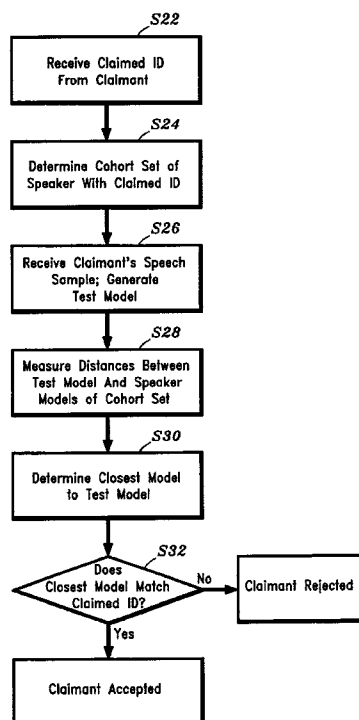 S22
Receive Claimed ID
From Claimant
S24
Determine Cohort Set of
Speaker With Claimed ID
S26
Receive Claimant's Speech
Sample; Generate
Test Model
S28
Measure Distances Between
Test Model And Speaker
Models of Cohort Set
S30
Determine Closest Model
to Test Model
S32
Does
Closest Model Match
Claimed ID?
No
Claimant Rejected
Yes
Claimant Accepted